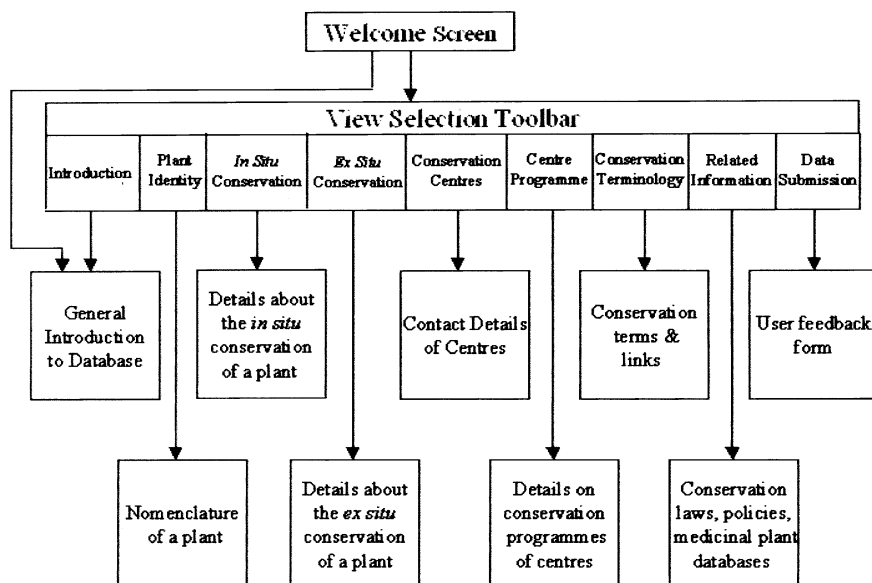 Welcome Screen
View Selection Toolbar
Introduction
Plant
Identity
In Situ
Conservation
Ex Situ
Conservation
Conservation
Centres
Centre
Programme
Conservation
Terminology
Related
Information
Data
Submission
General
Introduction
to Database
Details about
the in situ
conservation
of a plant
Contact Details
of Centres
Conservation
terms &
links
User feedback
form
Nomenclature
of a plant
Details about
the ex situ
conservation
of a plant
Details on
conservation
programmes
of centres
Conservation
laws, policies,
medicinal plant
databases